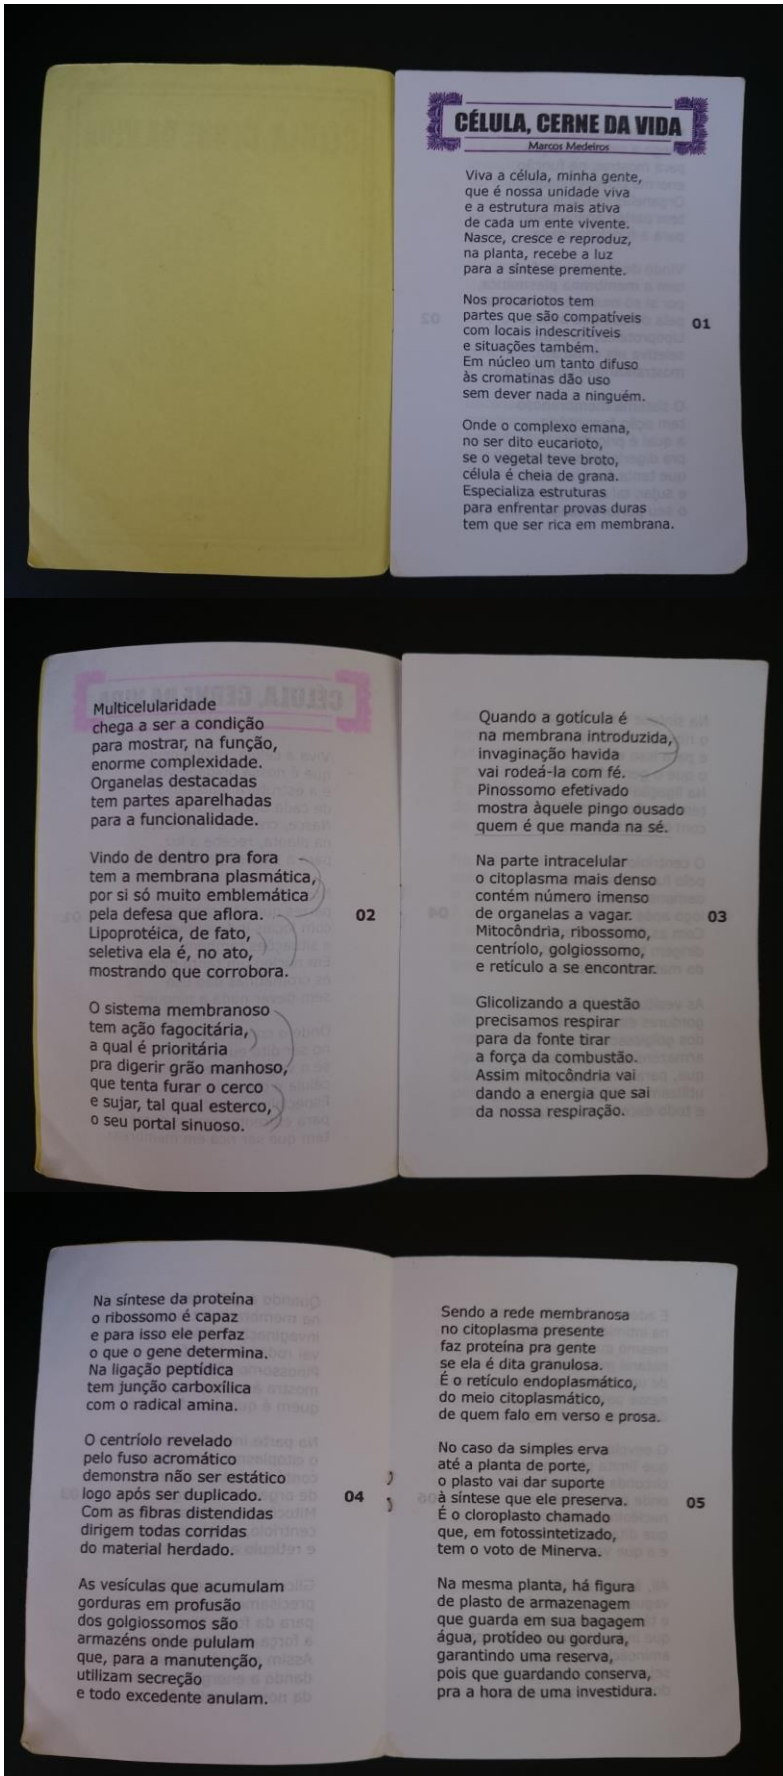 CÉLULA, CERNE DA VIDA
Marcos Medeiros
Viva a célula, minha gente,
que é nossa unidade viva
e a estrutura mais ativa
de cada um ente vivente.
Nasce, cresce e reproduz,
na planta, recebe a luz
para a síntese premente.
Nos procariotos tem
partes que são compatíveis
com locais indescritíveis
e situações também.
Em núcleo um tanto difuso
às cromatinas dão uso
sem dever nada a ninguém.
Onde o complexo emana,
no ser dito eucarioto,
se o vegetal teve broto,
célula é cheia de grana.
Especializa estruturas
para enfrentar provas duras
tem que ser rica em membrana.
01
Multicelularidade
chega a ser a condição
para mostrar, na função,
enorme complexidade.
Organelas destacadas
tem partes aparelhadas
para a funcionalidade.
Vindo de dentro pra fora
tem a membrana plasmática,
por si só muito emblemática
pela defesa que aflora.
Lipoprotéica, de fato,
seletiva ela é, no ato,
mostrando que corrobora.
O sistema membranoso
tem ação fagocitária,
a qual é prioritária
pra digerir grão manhoso,
que tenta furar o cerco
e sujar, tal qual esterco,
o seu portal sinuoso.
02
Quando a gotícula é
na membrana introduzida,
invaginação havida
vai rodeá-la com fé.
Pinossomo efetivado
mostra àquele pingo ousado
quem é que manda na sé.
Na parte intracelular
o citoplasma mais denso
contém número imenso
de organelas a vagar.
Mitocôndria, ribossomo,
centríolo, golgiossomo,
e retículo a se encontrar.
Glicolizando a questão
precisamos respirar
para da fonte tirar
a força da combustão.
Assim mitocôndria vai
dando a energia que sai
da nossa respiração.
03
Na síntese da proteína
o ribossomo é capaz
e para isso ele perfaz
o que o gene determina.
Na ligação peptídica
tem junção carboxílica
com o radical amina.
O centríolo revelado
pelo fuso acromático
demonstra não ser estático
logo após ser duplicado.
Com as fibras distendidas
dirigem todas corridas
do material herdado.
As vesículas que acumulam
gorduras em profusão
dos golgiossomos são
armazéns onde pululam
que, para a manutenção,
utilizam secreção
e todo excedente anulam.
04
Sendo a rede membranosa
no citoplasma presente
faz proteína pra gente
se ela é dita granulosa.
É o retículo endoplasmático,
do meio citoplasmático,
de quem falo em verso e prosa.
No caso da simples erva
até a planta de porte,
o plasto vai dar suporte
à síntese que ele preserva.
É o cloroplasto chamado
que, em fotossintetizado,
tem o voto de Minerva.
Na mesma planta, há figura
de plasto de armazenagem
que guarda em sua bagagem
água, protídeo ou gordura,
garantindo uma reserva,
pois que guardando conserva,
pra a hora de uma investidura.
05